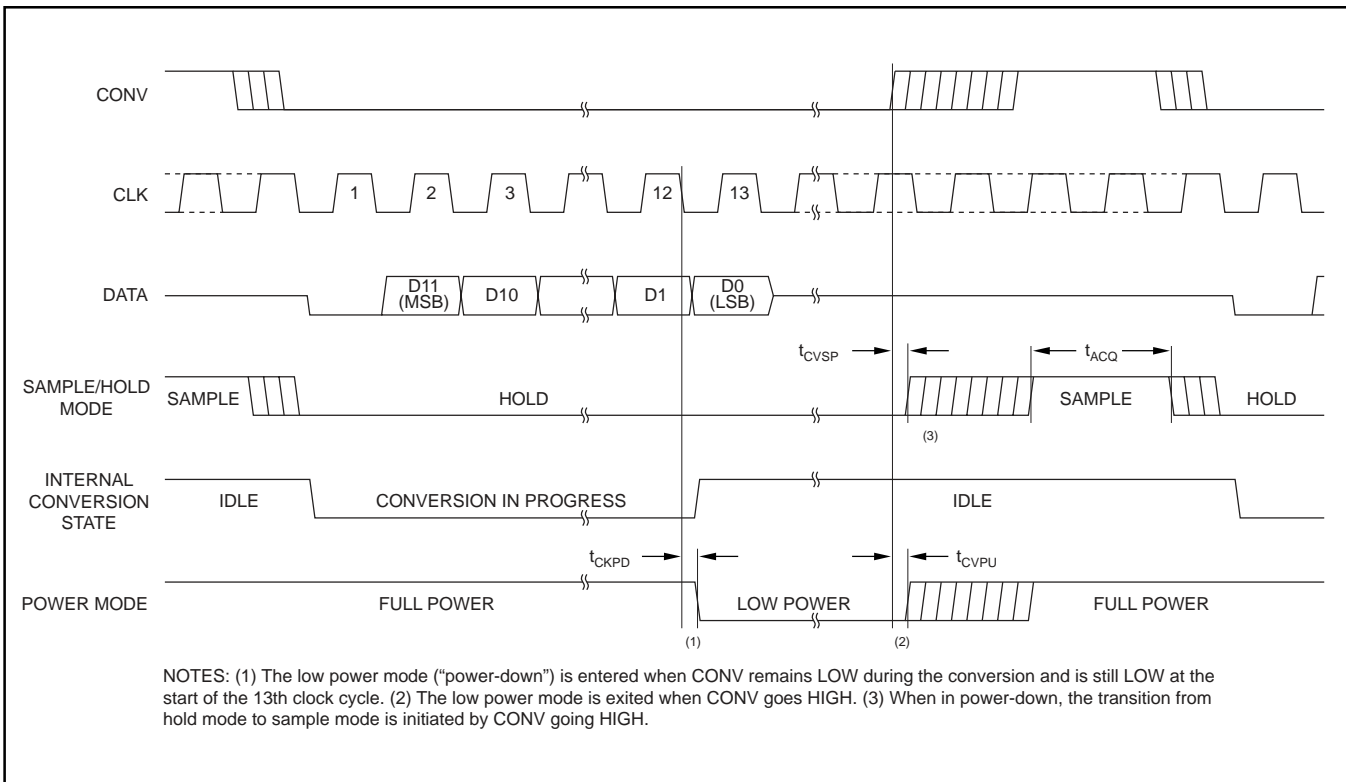 CONV
CLK
1 2 3 12 13
DATA
D11
(MSB)
D10
D1
D0
(LSB)
tCVSP
tACQ
SAMPLE/HOLD
MODE
SAMPLE
HOLD
SAMPLE
HOLD
(3)
INTERNAL
CONVERSION
STATE
IDLE
CONVERSION IN PROGRESS
IDLE
tCKPD
tCVPU
POWER MODE
FULL POWER
LOW POWER
FULL POWER
(1)
(2)
NOTES: (1) The low power mode (“power-down”) is entered when CONV remains LOW during the conversion and is still LOW at the
start of the 13th clock cycle. (2) The low power mode is exited when CONV goes HIGH. (3) When in power-down, the transition from
hold mode to sample mode is initiated by CONV going HIGH.